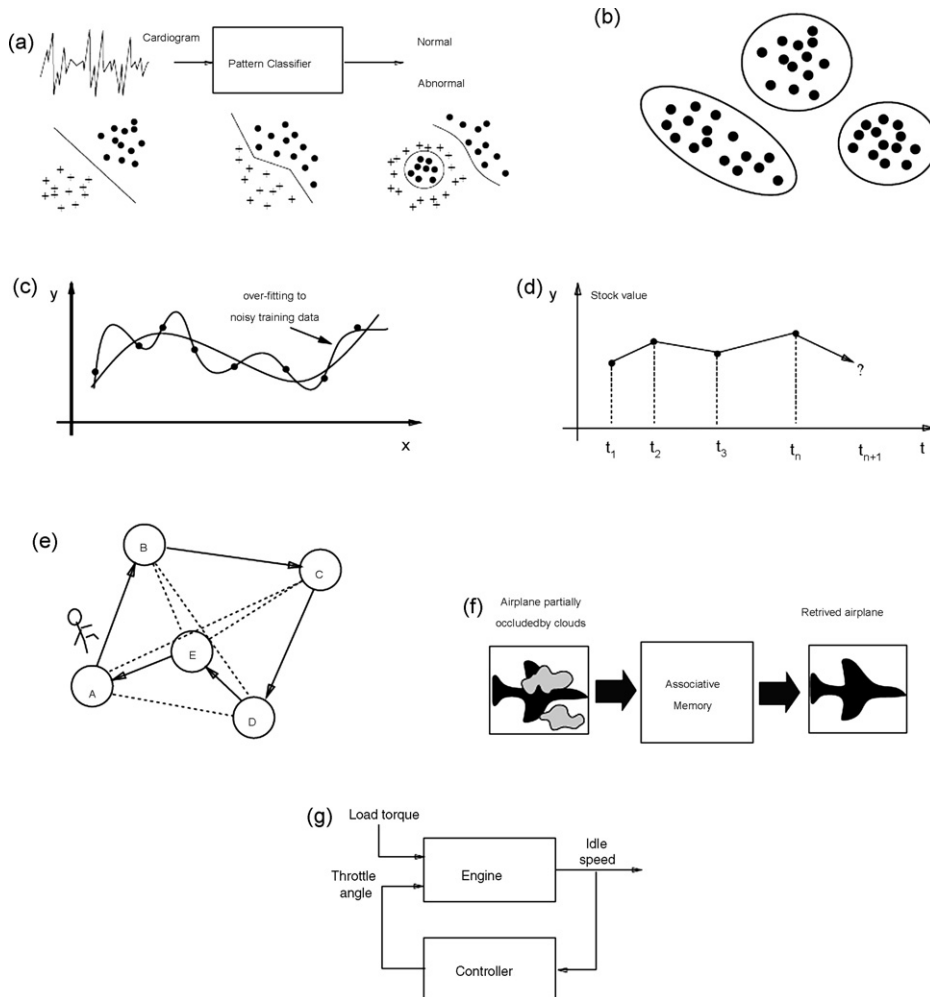 (a)
Cardiogram
Pattern Classifier
Normal
Abnormal
(b)
(c)
y
over-fitting to
noisy training data
x
(d)
y
Stock value
?
t1
t2
t3
tn
tn+1
t
(e)
B
C
E
A
D
(f)
Airplane partially
occludedby clouds
Associative
Memory
Retrived airplane
(g)
Load torque
Throttle
angle
Engine
Idle
speed
Controller